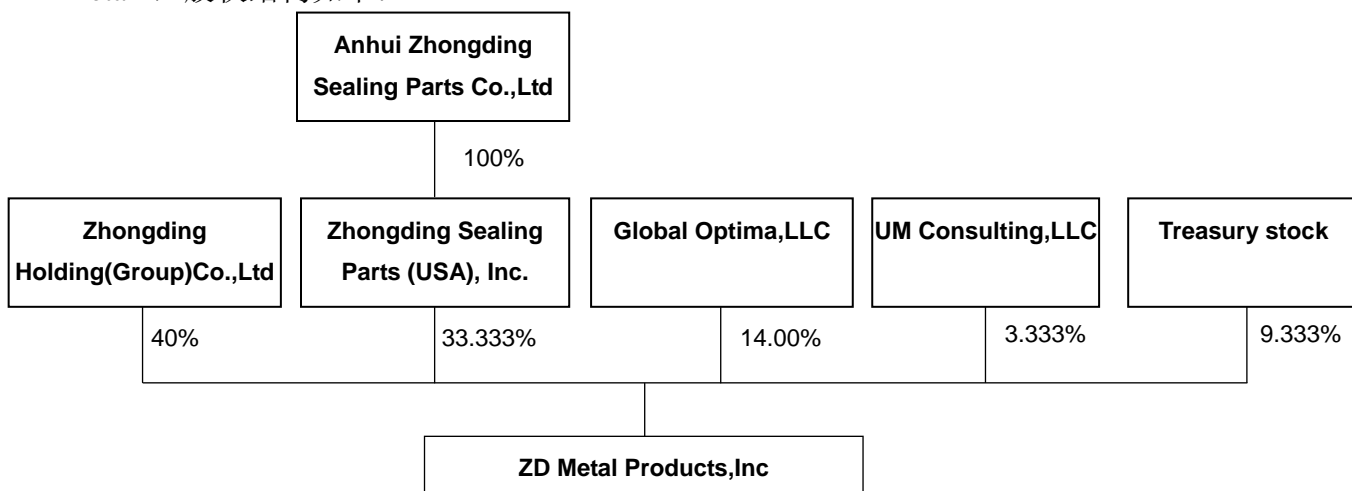 Anhui Zhongding
Sealing Parts Co.,Ltd
100%
Zhongding
Holding(Group)Co.,Ltd
Zhongding Sealing
Parts (USA), Inc.
Global Optima,LLC
UM Consulting,LLC
Treasury stock
40%
33.333%
14.00%
3.333%
9.333%
ZD Metal Products,Inc